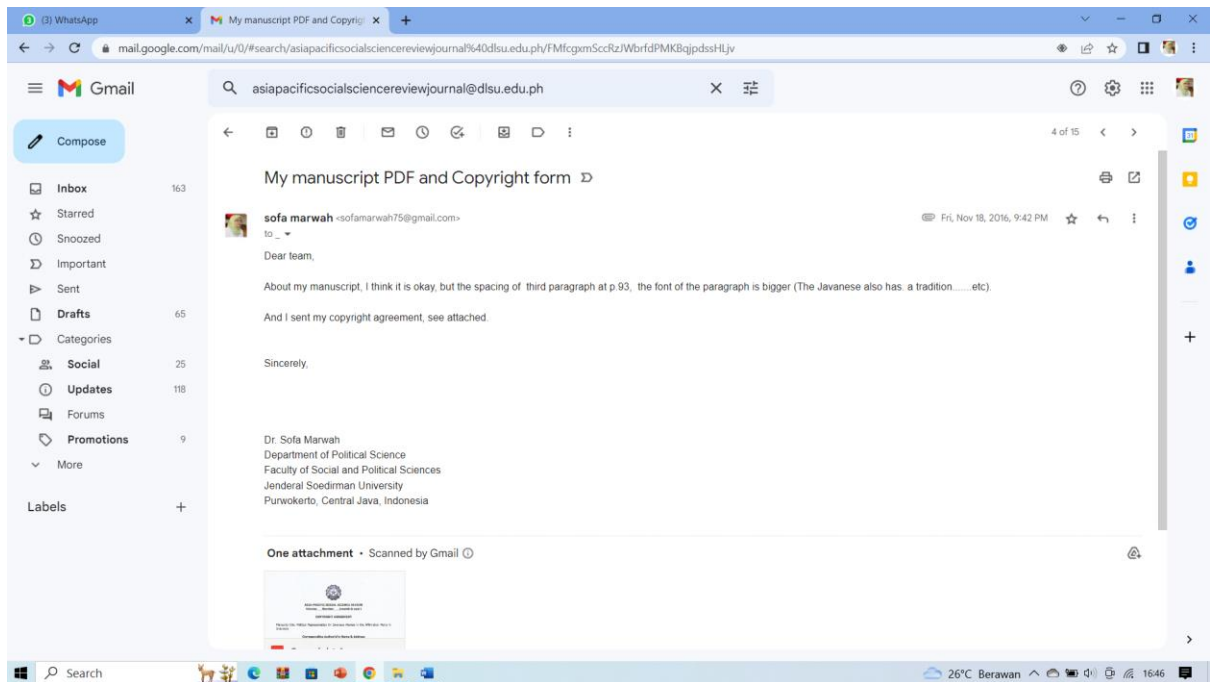 (3) WhatsApp
My manuscript PDF and Copyrig
mail.google.com/mail/u/0/#search/asiapacificsocialsciencereviewjournal%40dlsu.edu.ph/FMfcgxmSccRzJWbrfdPMKBqjpdssHLjv
Gmail
asiapacificsocialsciencereviewjournal@dlsu.edu.ph
Compose
4 of 15
My manuscript PDF and Copyright form
Inbox 163
Starred
Snoozed
Important
Sent
Drafts 65
Categories
Social 25
Updates 118
Forums
Promotions 9
More
Labels
sofa marwah <sofamarwah75@gmail.com>
Fri, Nov 18, 2016, 9:42 PM
to _
Dear team,
About my manuscript, I think it is okay, but the spacing of third paragraph at p.93, the font of the paragraph is bigger (The Javanese also has a tradition.......etc).
And I sent my copyright agreement, see attached.
Sincerely,
Dr. Sofa Marwah
Department of Political Science
Faculty of Social and Political Sciences
Jenderal Soedirman University
Purwokerto, Central Java, Indonesia
One attachment • Scanned by Gmail
COPYRIGHT AGREEMENT
31
Search
26°C Berawan
16:46